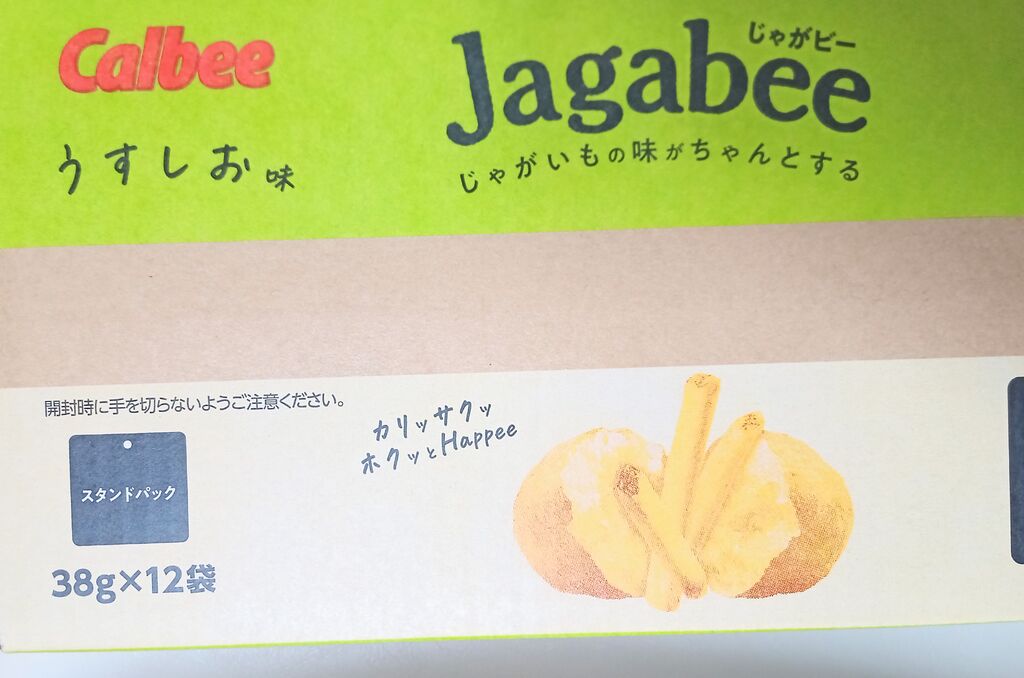 Calbee
うすしお味
じゃがビー
Jagabee
じゃがいもの味がちゃんとする
開封時に手を切らないようご注意ください。
スタンドパック
38g×12袋
カリッサクッ
ホクッとHappee